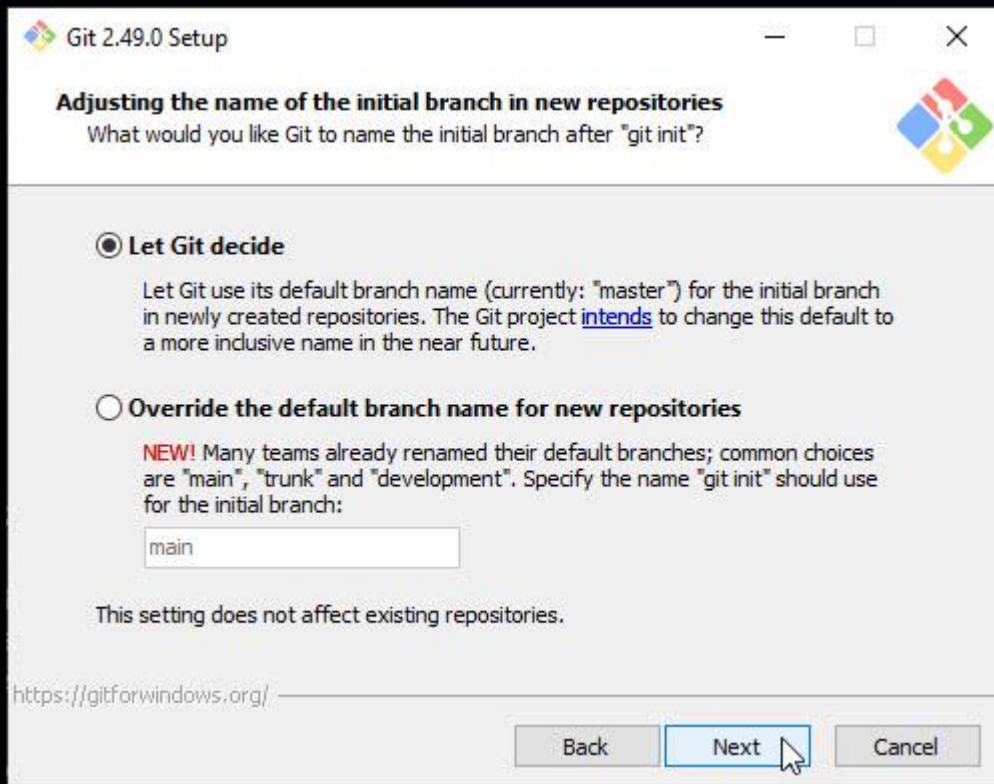 Git 2.49.0 Setup
Adjusting the name of the initial branch in new repositories
What would you like Git to name the initial branch after "git init"?
Let Git decide
Let Git use its default branch name (currently: "master") for the initial branch
in newly created repositories. The Git project intends to change this default to
a more inclusive name in the near future.
Override the default branch name for new repositories
NEW! Many teams already renamed their default branches; common choices
are "main", "trunk" and "development". Specify the name "git init" should use
for the initial branch:
main
This setting does not affect existing repositories.
https://gitforwindows.org/
Back Next Cancel